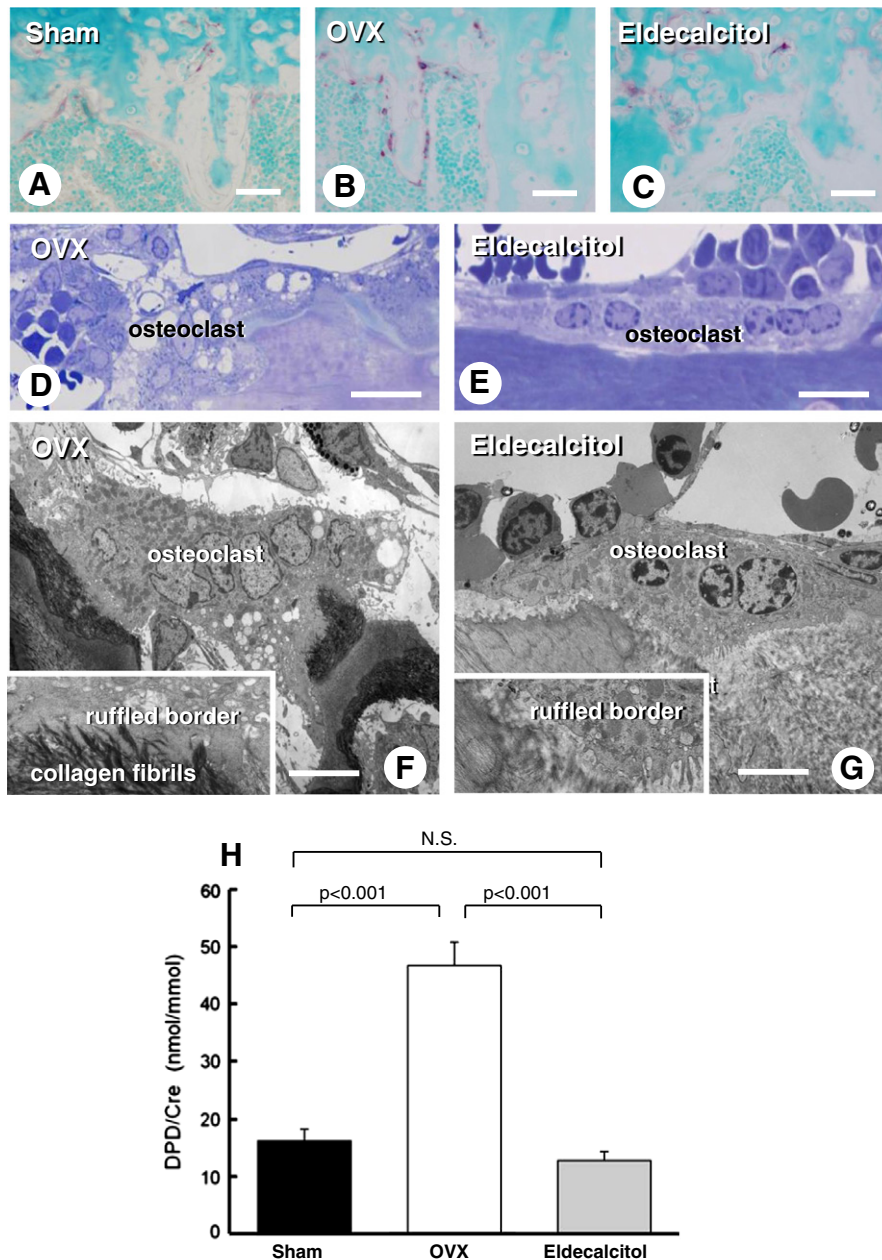 Sham
A
OVX
B
Eldecalcitol
C
OVX
osteoclast
D
Eldecalcitol
osteoclast
E
OVX
osteoclast
ruffled border
collagen fibrils
F
Eldecalcitol
osteoclast
ruffled border
G
H
N.S.
p<0.001 p<0.001
DPD/Cre (nmol/mmol)
60
50
40
30
20
10
0
Sham OVX Eldecalcitol